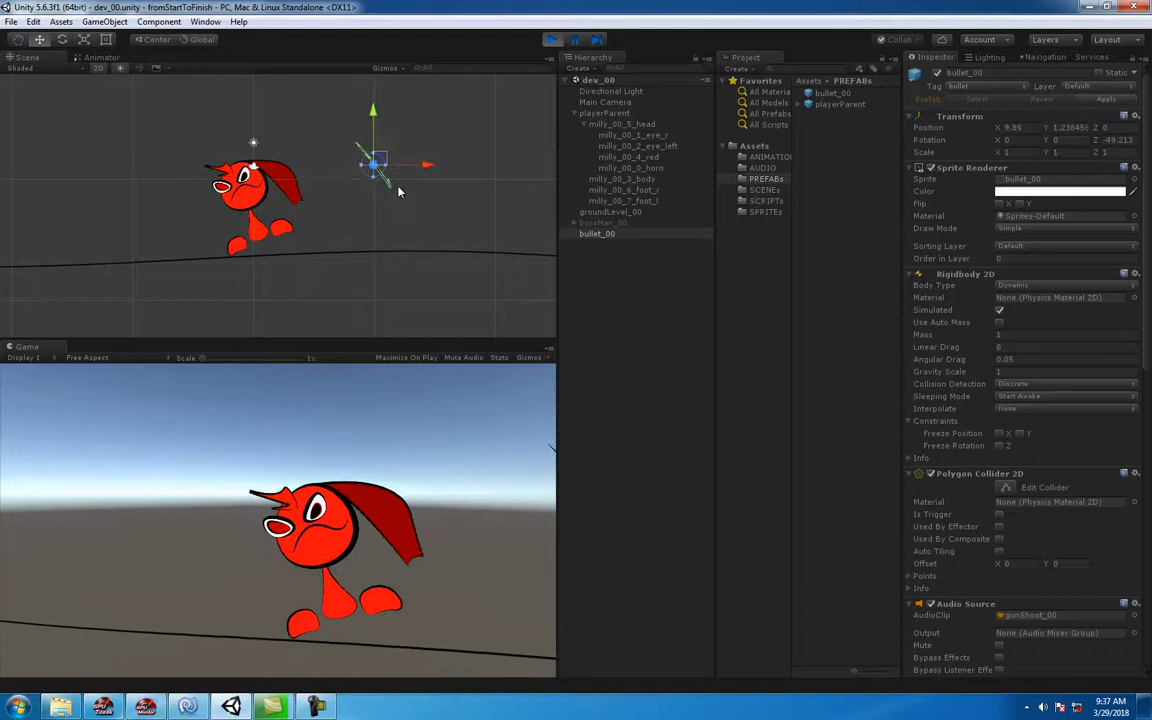 Unity 5.6.3f1 (64bit) - dev_00.unity - fromStartToFinish - PC, Mac & Linux Standalone <DX11>
File Edit Assets GameObject Component Window Help
Center Global Collab Account Layers Layout
Scene Animator
Shaded 2D Gizmos All
Game
Display 1 Free Aspect Scale 1x Maximize On Play Mute Audio Stats Gizmos
Hierarchy
Create All
dev_00
Directional Light
Main Camera
playerParent
milly_00_5_head
milly_00_1_eye_r
milly_00_2_eye_left
milly_00_4_red
milly_00_0_horn
milly_00_3_body
milly_00_6_foot_r
milly_00_7_foot_l
groundLevel_00
bossMan_00
bullet_00
Project
Create
Favorites
All Materia
All Models
All Prefabs
All Scripts
Assets
ANIMATION
AUDIO
PREFABs
SCENEs
SCRIPTs
SPRITEs
Assets PREFABs
bullet_00
playerParent
Inspector Lighting Navigation Services
bullet_00 Static
Tag bullet Layer Default
Prefab Select Revert Apply
Transform
Position X 9.89 Y 1.236456 Z 0
Rotation X 0 Y 0 Z -49.213
Scale X 1 Y 1 Z 1
Sprite Renderer
Sprite bullet_00
Color
Flip X Y
Material Sprites-Default
Draw Mode Simple
Sorting Layer Default
Order in Layer 0
Rigidbody 2D
Body Type Dynamic
Material None (Physics Material 2D)
Simulated
Use Auto Mass
Mass 1
Linear Drag 0
Angular Drag 0.05
Gravity Scale 1
Collision Detection Discrete
Sleeping Mode Start Awake
Interpolate None
Constraints
Freeze Position X Y
Freeze Rotation Z
Info
Polygon Collider 2D
Edit Collider
Material None (Physics Material 2D)
Is Trigger
Used By Effector
Used By Composite
Auto Tiling
Offset X 0 Y 0
Points
Info
Audio Source
AudioClip gunShoot_00
Output None (Audio Mixer Group)
Mute
Bypass Effects
Bypass Listener Effe
9:37 AM
3/29/2018